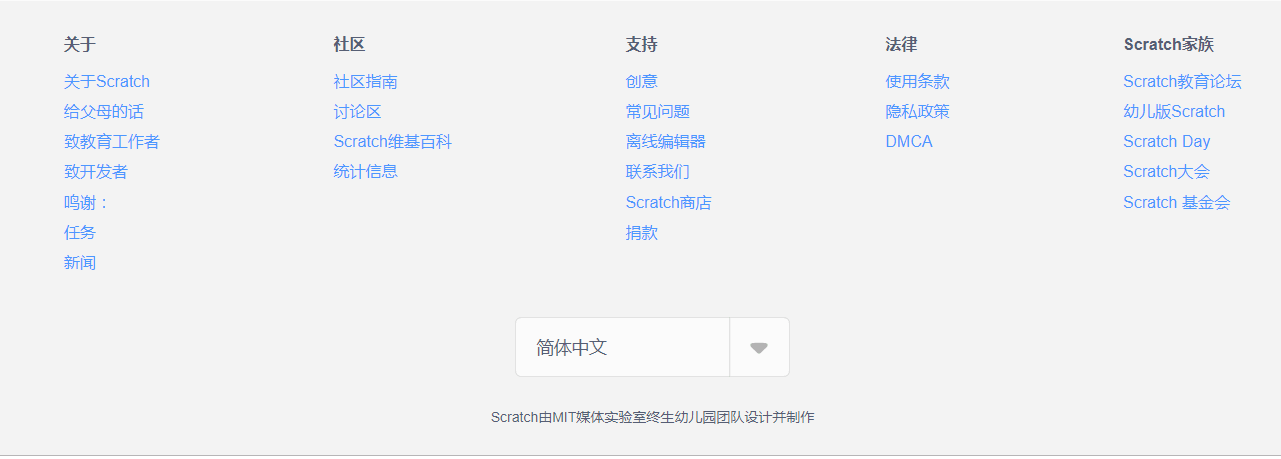 关于
关于Scratch
给父母的话
致教育工作者
致开发者
鸣谢：
任务
新闻
社区
社区指南
讨论区
Scratch维基百科
统计信息
支持
创意
常见问题
离线编辑器
联系我们
Scratch商店
捐款
法律
使用条款
隐私政策
DMCA
Scratch家族
Scratch教育论坛
幼儿版Scratch
Scratch Day
Scratch大会
Scratch 基金会
简体中文
Scratch由MIT媒体实验室终生幼儿园团队设计并制作